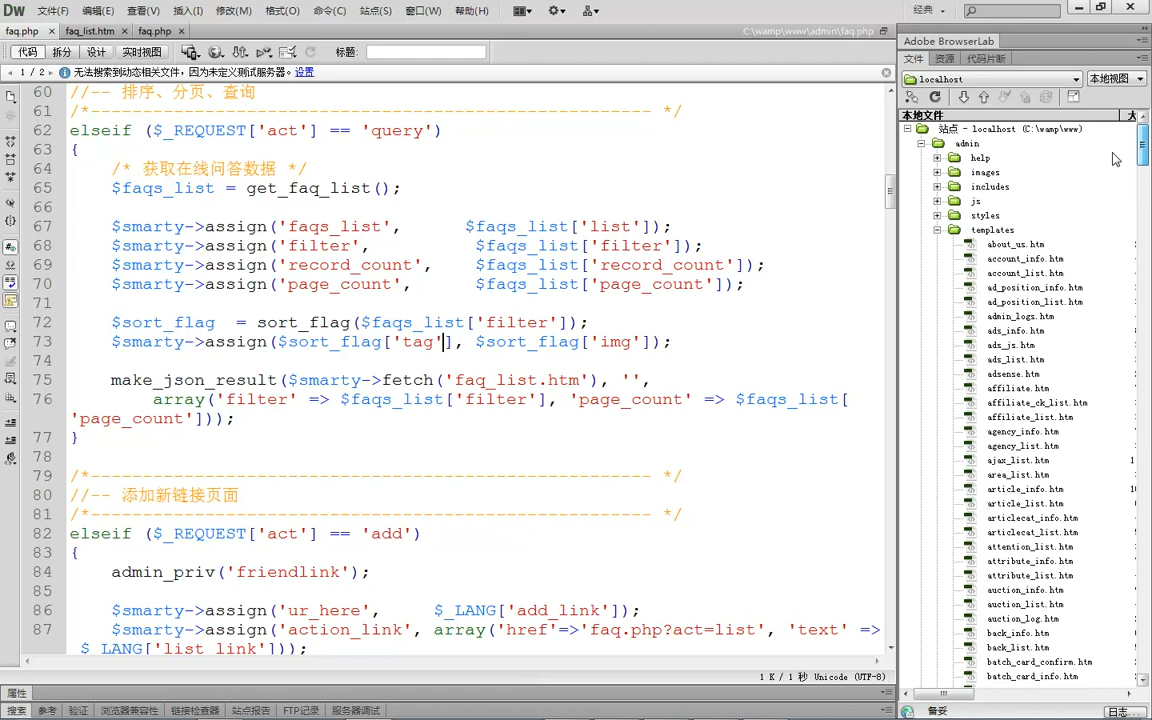 Dw 文件(F) 编辑(E) 查看(V) 插入(I) 修改(M) 格式(O) 命令(C) 站点(S) 窗口(W) 帮助(H) 经典
faq.php × faq_list.htm × faq.php × C:\wamp\www\admin\faq.php
代码 拆分 设计 实时视图 标题:
1 / 2 无法搜索到动态相关文件，因为未定义测试服务器。设置
60 //-- 排序、分页、查询
61 /*------------------------------------------------------ */
62 elseif ($_REQUEST['act'] == 'query')
63 {
64 /* 获取在线问答数据 */
65 $faqs_list = get_faq_list();
66
67 $smarty->assign('faqs_list', $faqs_list['list']);
68 $smarty->assign('filter', $faqs_list['filter']);
69 $smarty->assign('record_count', $faqs_list['record_count']);
70 $smarty->assign('page_count', $faqs_list['page_count']);
71
72 $sort_flag = sort_flag($faqs_list['filter']);
73 $smarty->assign($sort_flag['tag'], $sort_flag['img']);
74
75 make_json_result($smarty->fetch('faq_list.htm'), '',
76 array('filter' => $faqs_list['filter'], 'page_count' => $faqs_list[
'page_count']));
77 }
78
79 /*------------------------------------------------------ */
80 //-- 添加新链接页面
81 /*------------------------------------------------------ */
82 elseif ($_REQUEST['act'] == 'add')
83 {
84 admin_priv('friendlink');
85
86 $smarty->assign('ur_here', $_LANG['add_link']);
87 $smarty->assign('action_link', array('href'=>'faq.php?act=list', 'text' =>
$_LANG['list_link']));
1 K / 1 秒 Unicode (UTF-8)
属性
搜索 参考 验证 浏览器兼容性 链接检查器 站点报告 FTP记录 服务器调试
Adobe BrowserLab
文件 资源 代码片断
localhost 本地视图
本地文件 大
站点 - localhost (C:\wamp\www)
admin
help
images
includes
js
styles
templates
about_us.htm
account_info.htm
account_list.htm
ad_position_info.htm
ad_position_list.htm
admin_logs.htm
ads_info.htm
ads_js.htm
ads_list.htm
adsense.htm
affiliate.htm
affiliate_ck_list.htm
affiliate_list.htm
agency_info.htm
agency_list.htm
ajax_list.htm 1
area_list.htm
article_info.htm 10
article_list.htm
articlecat_info.htm
articlecat_list.htm
attention_list.htm
attribute_info.htm
attribute_list.htm
auction_info.htm
auction_list.htm
auction_log.htm
back_info.htm
back_list.htm
batch_card_confirm.htm
batch_card_info.htm
备妥 日志...